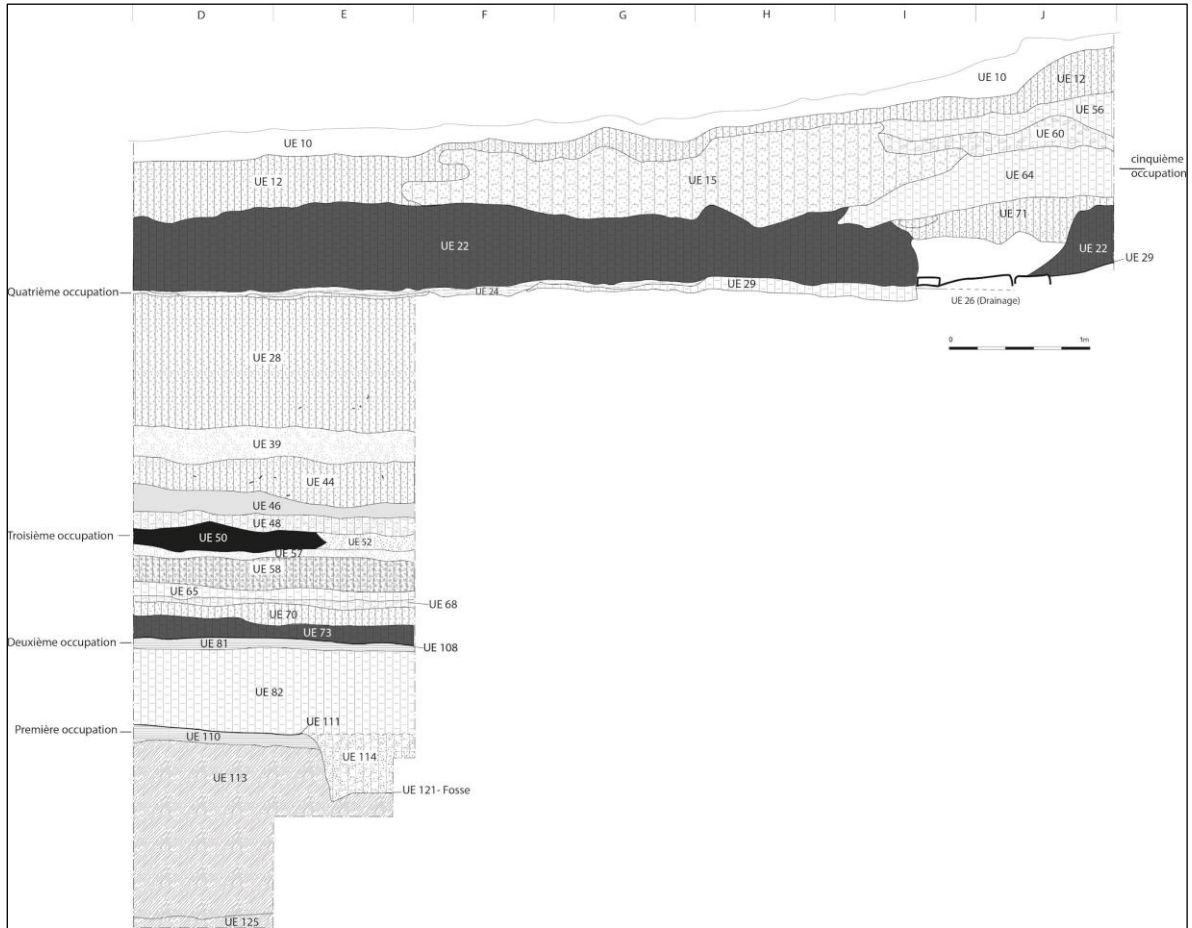 D E F G H I J
UE 10
UE 12
UE 56
UE 10
UE 60
cinquième
occupation
UE 12
UE 15
UE 64
UE 71
UE 22
UE 22
UE 29
Quatrième occupation
UE 24
UE 29
UE 26 (Drainage)
0 1m
UE 28
UE 39
UE 44
UE 46
UE 48
Troisième occupation
UE 50
UE 52
UE 57
UE 58
UE 65
UE 68
UE 70
UE 73
Deuxième occupation
UE 81
UE 108
UE 82
UE 111
Première occupation
UE 110
UE 114
UE 113
UE 121- Fosse
UE 125